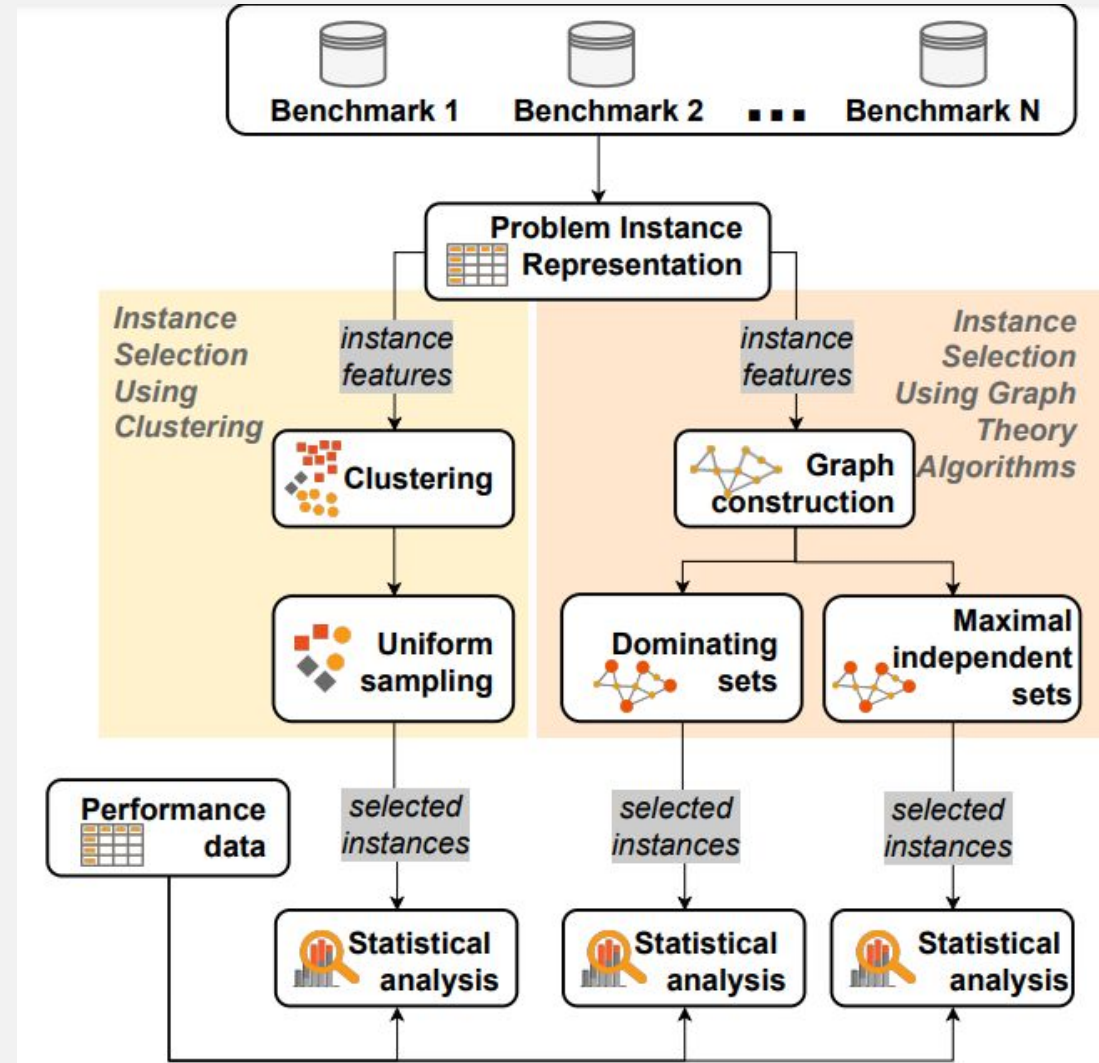 Benchmark 1
Benchmark 2
...
Benchmark N
Problem Instance
Representation
Instance
Selection
Using
Clustering
instance
features
instance
features
Instance
Selection
Using Graph
Theory
Algorithms
Clustering
Graph
construction
Uniform
sampling
Dominating
sets
Maximal
independent
sets
Performance
data
selected
instances
selected
instances
selected
instances
Statistical
analysis
Statistical
analysis
Statistical
analysis